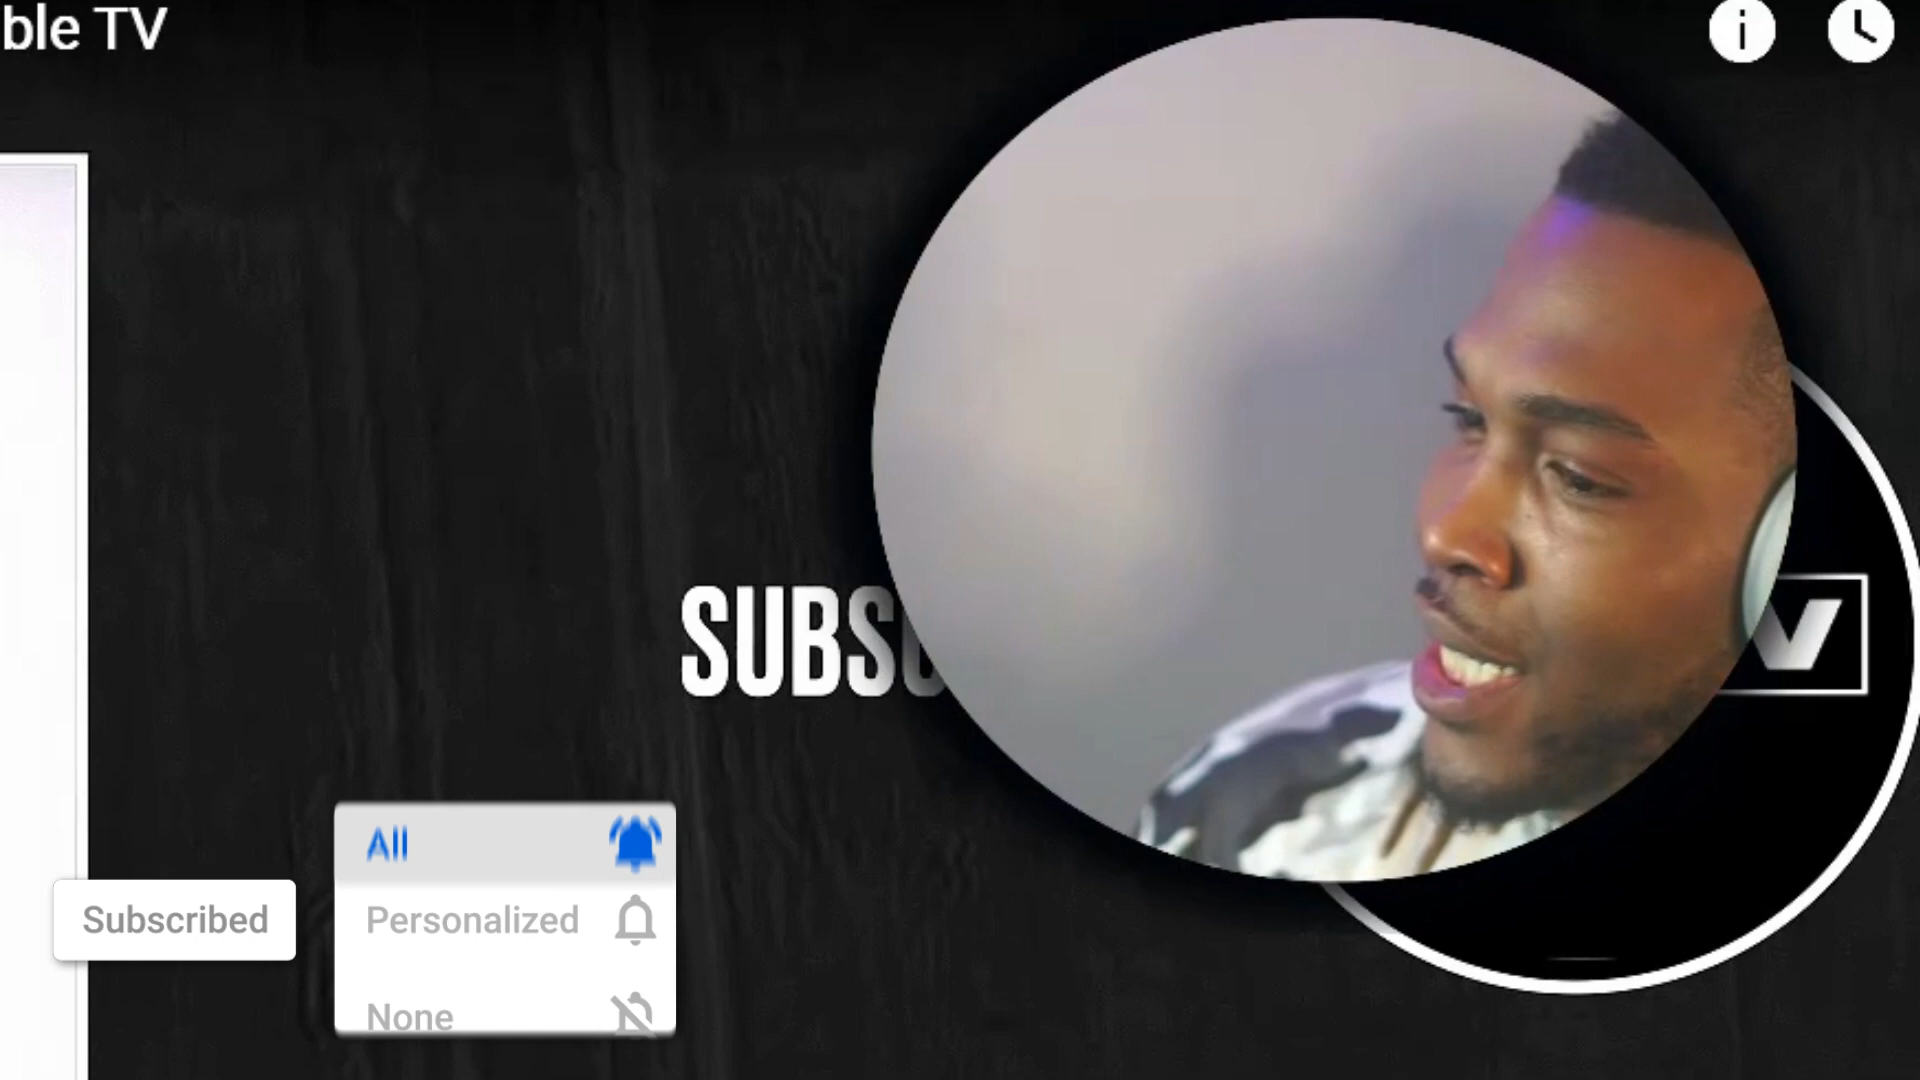 ble TV
SUBSC
V
All
Subscribed
Personalized
None